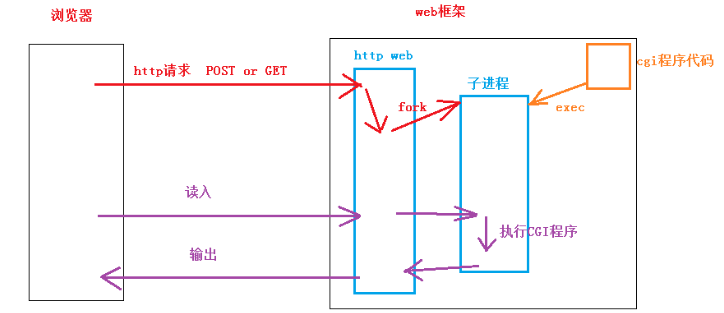 浏览器
web框架
http web
cgi程序代码
http请求 POST or GET
子进程
fork
exec
读入
执行CGI程序
输出